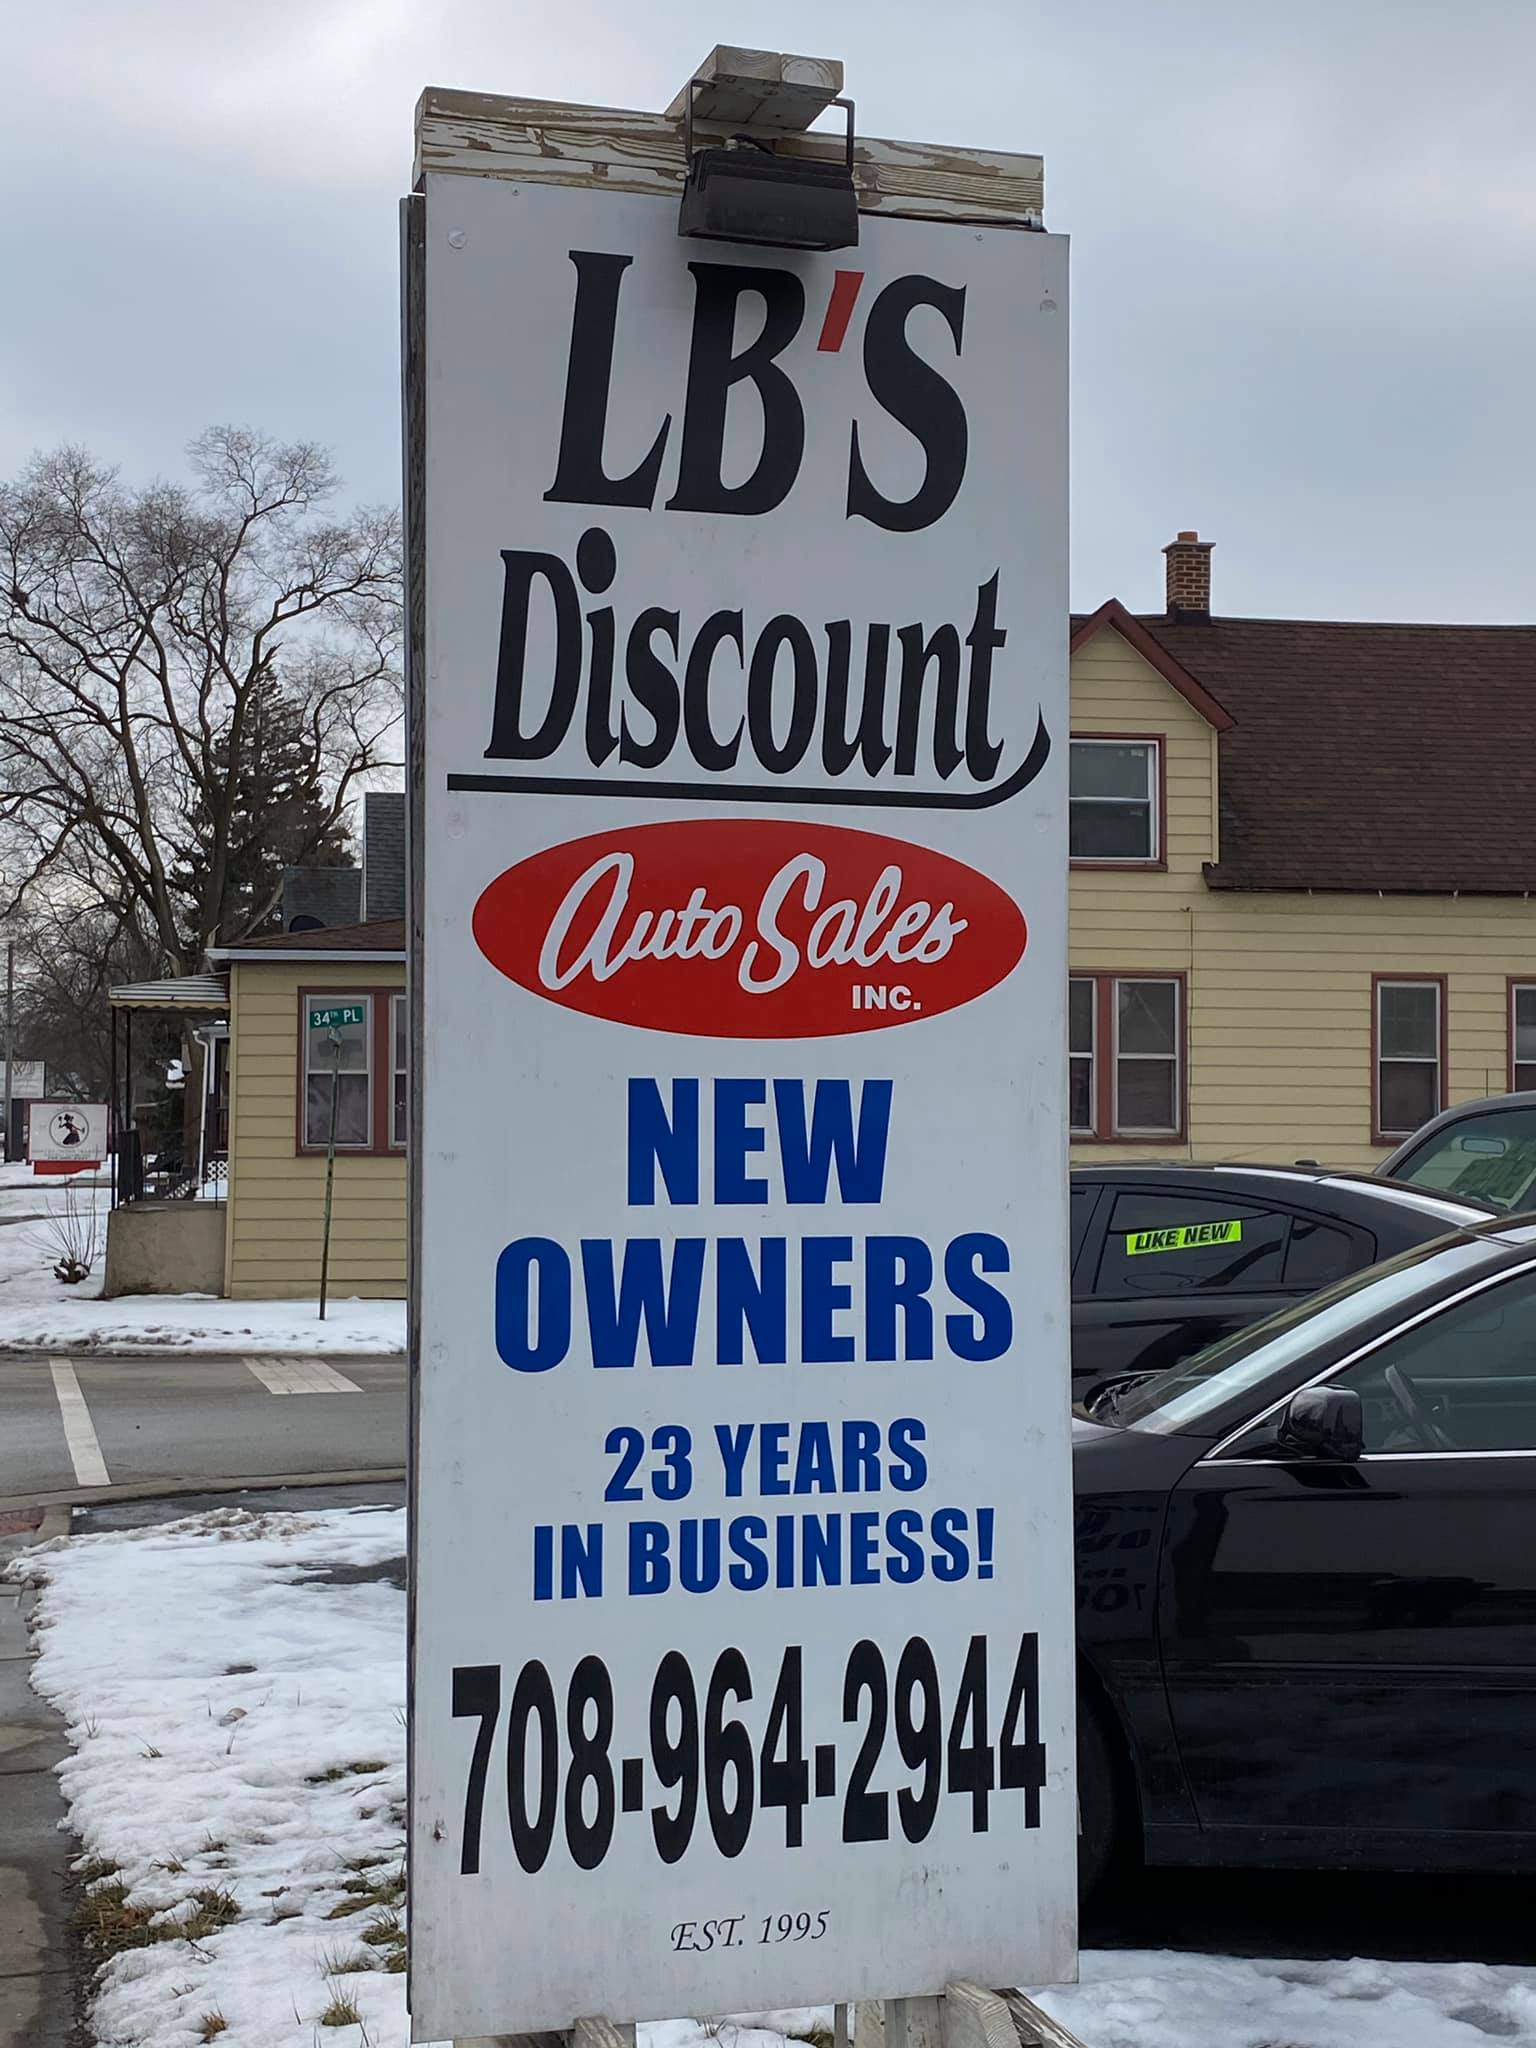 LB'S
Discount
Auto Sales
INC.
NEW
OWNERS
23 YEARS
IN BUSINESS!
708-964-2944
EST. 1995
34TH PL
LIKE NEW